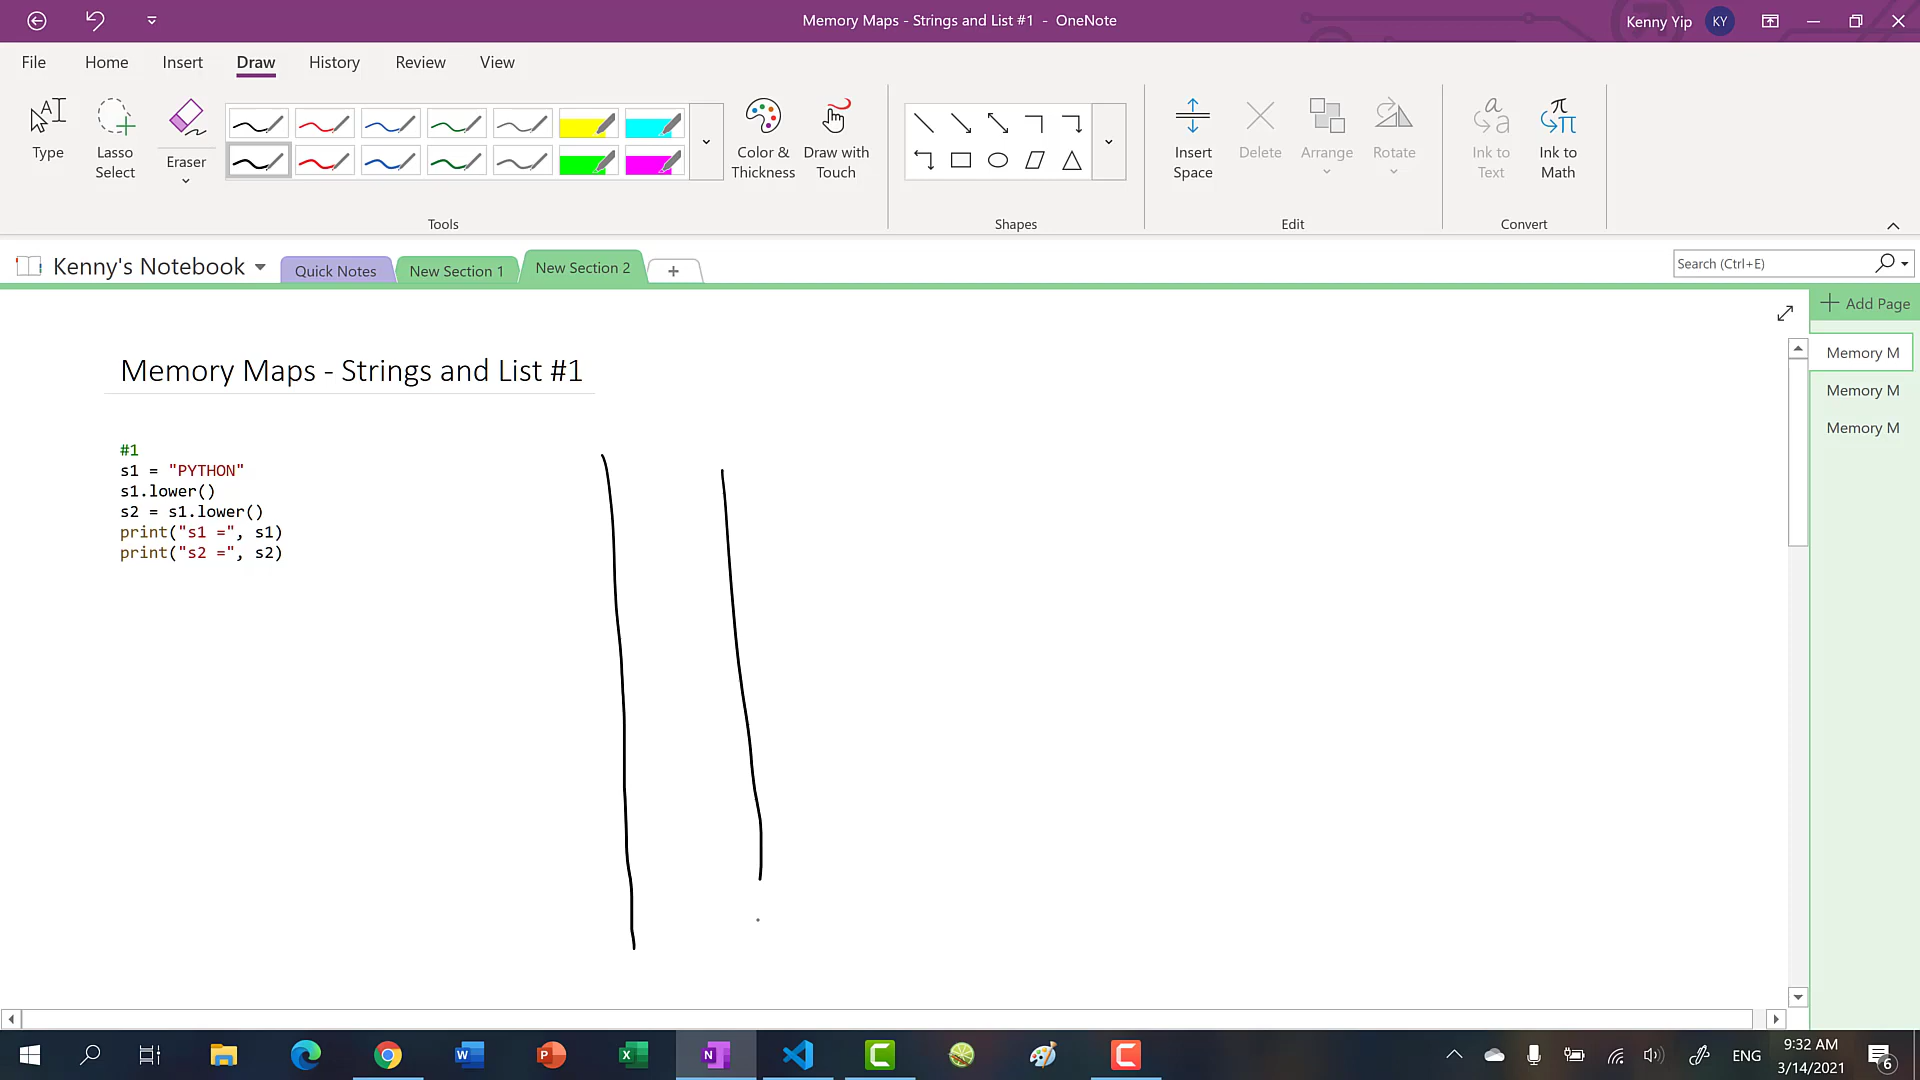 Memory Maps - Strings and List #1 - OneNote
Kenny Yip KY
File Home Insert Draw History Review View
Type
Lasso Select
Eraser
Color & Thickness
Draw with Touch
Insert Space
Delete
Arrange
Rotate
Ink to Text
Ink to Math
Tools
Shapes
Edit
Convert
Kenny's Notebook
Quick Notes
New Section 1
New Section 2
Search (Ctrl+E)
Add Page
Memory M
Memory M
Memory M
Memory Maps - Strings and List #1
#1
s1 = "PYTHON"
s1.lower()
s2 = s1.lower()
print("s1 =", s1)
print("s2 =", s2)
ENG
9:32 AM
3/14/2021
6